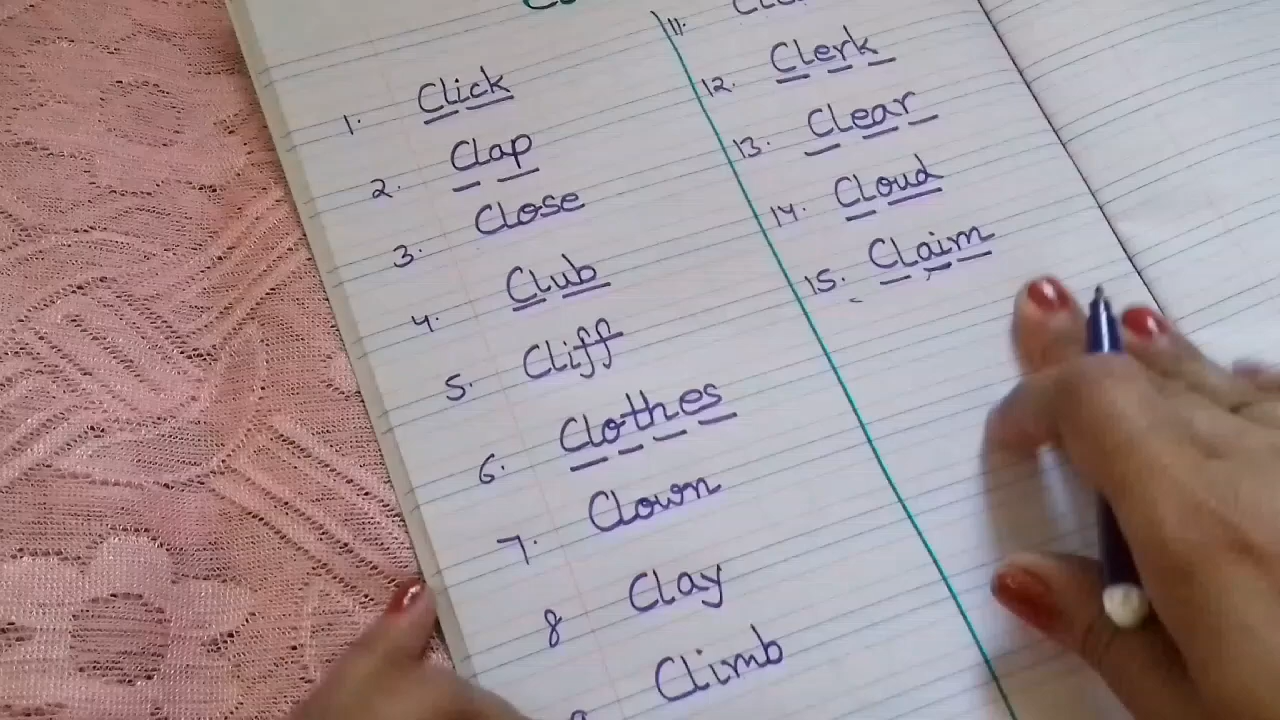 1. Click
2. Clap
3. Close
4. Club
5. Cliff
6. Clothes
7. Clown
8 Clay
Climb
11.
12. Clerk
13. Clear
14. Cloud
15. Claim